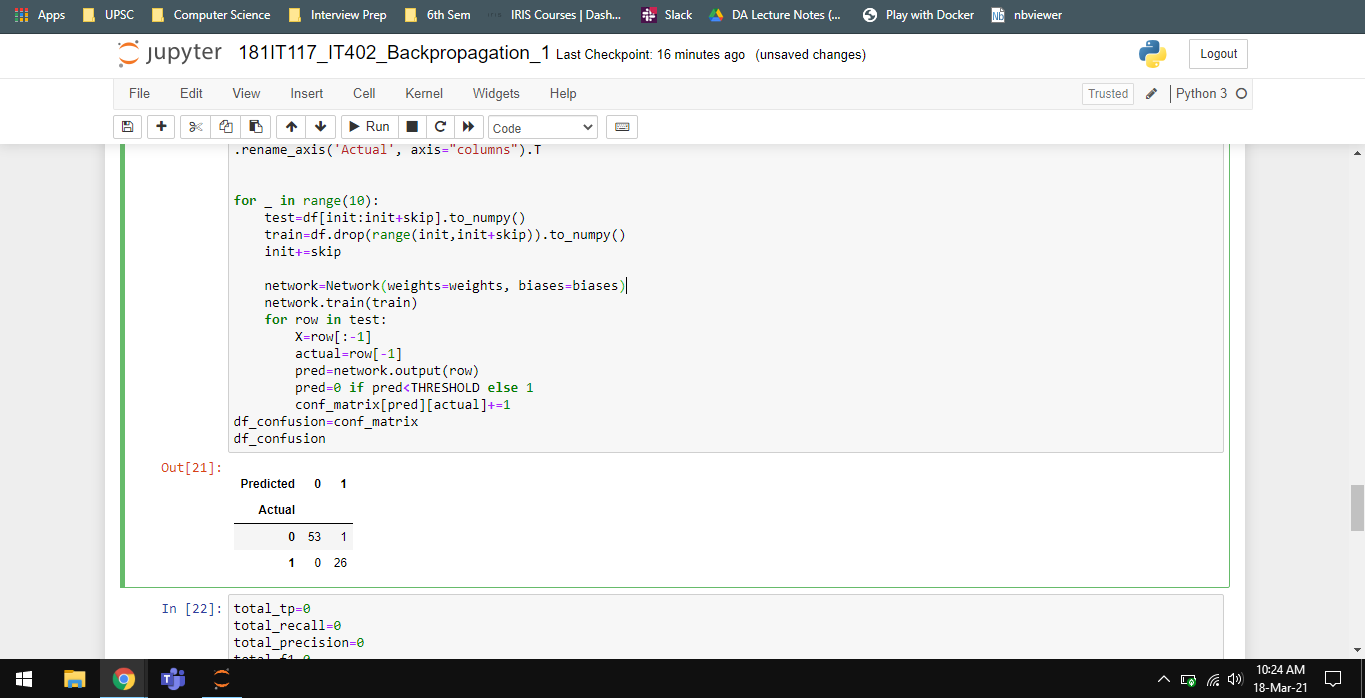 Apps UPSC Computer Science Interview Prep 6th Sem IRIS Courses | Dash... Slack DA Lecture Notes (... Play with Docker Nb nbviewer
jupyter 181IT117_IT402_Backpropagation_1 Last Checkpoint: 16 minutes ago (unsaved changes) Logout
File Edit View Insert Cell Kernel Widgets Help Trusted Python 3
Run Code
.rename_axis('Actual', axis="columns").T
for _ in range(10):
test=df[init:init+skip].to_numpy()
train=df.drop(range(init,init+skip)).to_numpy()
init+=skip
network=Network(weights=weights, biases=biases)
network.train(train)
for row in test:
X=row[:-1]
actual=row[-1]
pred=network.output(row)
pred=0 if pred<THRESHOLD else 1
conf_matrix[pred][actual]+=1
df_confusion=conf_matrix
df_confusion
Out[21]:
Predicted 0 1
Actual
0 53 1
1 0 26
In [22]: total_tp=0
total_recall=0
total_precision=0
total_f1=0
10:24 AM
18-Mar-21